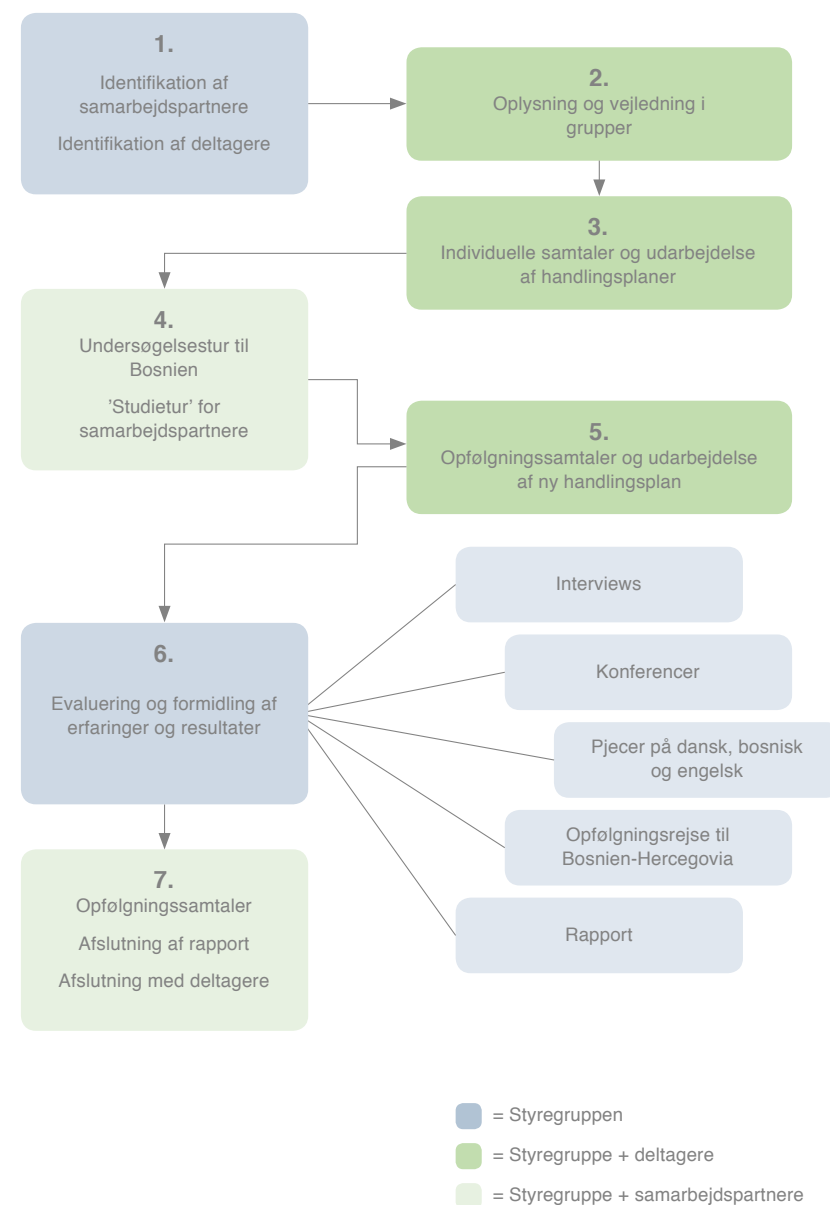 1.
Identifikation af
samarbejdspartnere
Identifikation af deltagere
2.
Oplysning og vejledning i
grupper
3.
Individuelle samtaler og udarbejdelse
af handlingsplaner
4.
Undersøgelsestur til
Bosnien
’Studietur’ for
samarbejdspartnere
5.
Opfølgningssamtaler og udarbejdelse
af ny handlingsplan
6.
Evaluering og formidling af
erfaringer og resultater
Interviews
Konferencer
Pjecer på dansk, bosnisk
og engelsk
Opfølgningsrejse til
Bosnien-Hercegovia
Rapport
7.
Opfølgningssamtaler
Afslutning af rapport
Afslutning med deltagere
= Styregruppen
= Styregruppe + deltagere
= Styregruppe + samarbejdspartnere